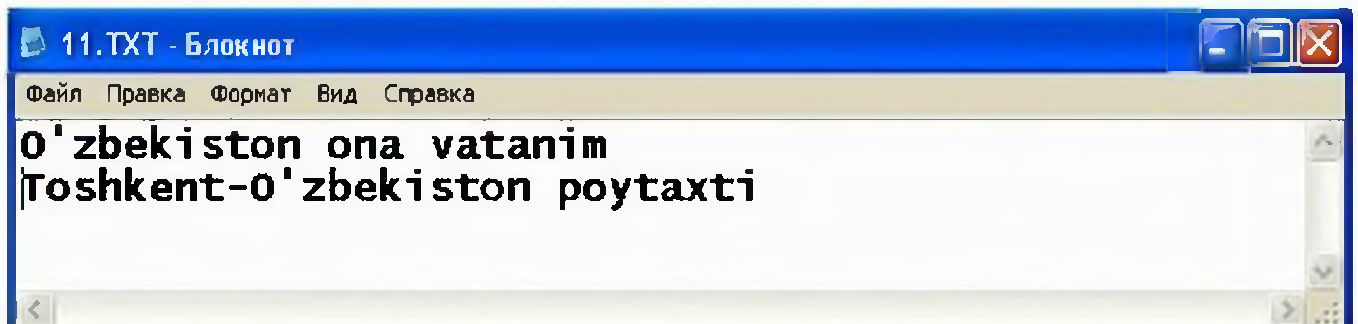 11.TXT - Блокнот
Файл Правка Формат Вид Справка
O'zbekiston ona vatanim
Toshkent-O'zbekiston poytaxti